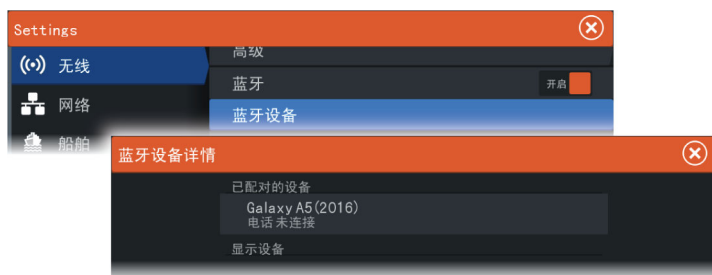 Settings
高级
无线
蓝牙
开启
网络
蓝牙设备
船舶
蓝牙设备详情
已配对的设备
Galaxy A5(2016)
电话 未连接
显示设备